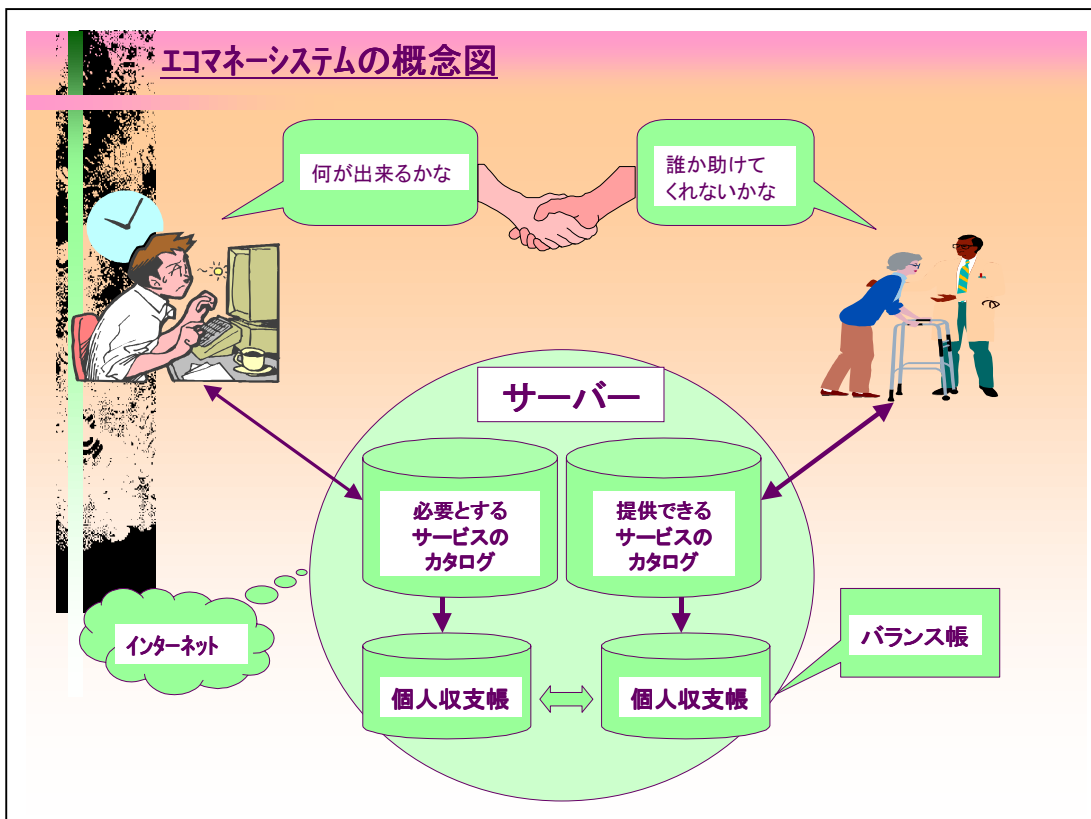 エコマネーシステムの概念図
何が出来るかな
誰か助けて
くれないかな
サーバー
必要とする
サービスの
カタログ
提供できる
サービスの
カタログ
インターネット
バランス帳
個人収支帳
個人収支帳